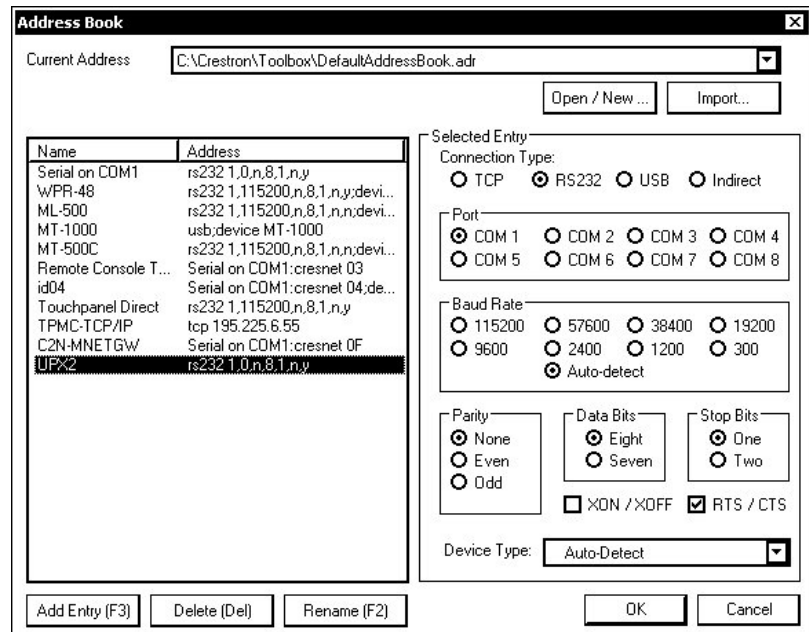 Address Book
Current Address C:\Crestron\Toolbox\DefaultAddressBook.adr
Open / New ... Import...
Name Address
Serial on COM1 rs232 1,0,n,8,1,n,y
WPR-48 rs232 1,115200,n,8,1,n,y;devi...
ML-500 rs232 1,115200,n,8,1,n,n;devi...
MT-1000 usb;device MT-1000
MT-500C rs232 1,115200,n,8,1,n,n;devi...
Remote Console T... Serial on COM1:cresnet 03
id04 Serial on COM1:cresnet 04;de...
Touchpanel Direct rs232 1,115200,n,8,1,n,y
TPMC-TCP/IP tcp 195.225.6.55
C2N-MNETGW Serial on COM1:cresnet 0F
UPX2 rs232 1,0,n,8,1,n,y
Selected Entry
Connection Type:
TCP RS232 USB Indirect
Port
COM 1 COM 2 COM 3 COM 4
COM 5 COM 6 COM 7 COM 8
Baud Rate
115200 57600 38400 19200
9600 2400 1200 300
Auto-detect
Parity Data Bits Stop Bits
None Eight One
Even Seven Two
Odd
XON / XOFF RTS / CTS
Device Type: Auto-Detect
Add Entry (F3) Delete (Del) Rename (F2) OK Cancel